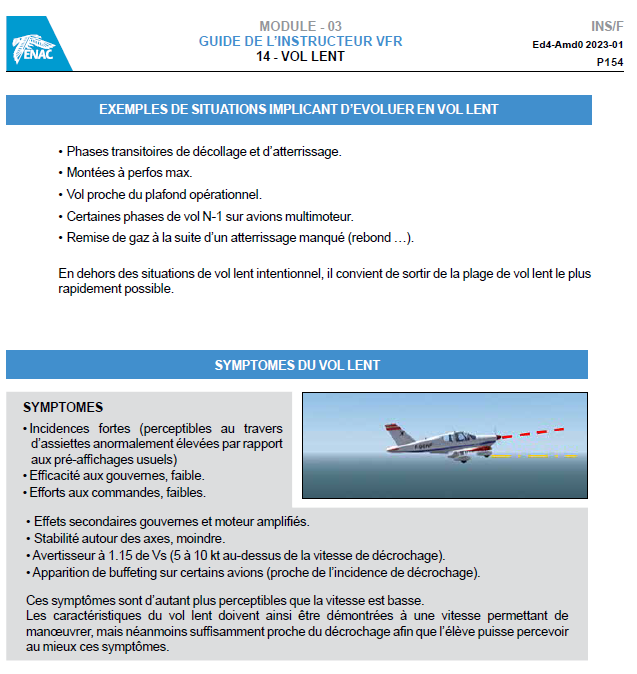 ENAC
MODULE - 03
GUIDE DE L'INSTRUCTEUR VFR
14 - VOL LENT
INS/F
Ed4-Amd0 2023-01
P154
EXEMPLES DE SITUATIONS IMPLICANT D'EVOLUER EN VOL LENT
• Phases transitoires de décollage et d'atterrissage.
• Montées à perfos max.
• Vol proche du plafond opérationnel.
• Certaines phases de vol N-1 sur avions multimoteur.
• Remise de gaz à la suite d'un atterrissage manqué (rebond …).
En dehors des situations de vol lent intentionnel, il convient de sortir de la plage de vol lent le plus
rapidement possible.
SYMPTOMES DU VOL LENT
SYMPTOMES
• Incidences fortes (perceptibles au travers
d'assiettes anormalement élevées par rapport
aux pré-affichages usuels)
• Efficacité aux gouvernes, faible.
• Efforts aux commandes, faibles.
• Effets secondaires gouvernes et moteur amplifiés.
• Stabilité autour des axes, moindre.
• Avertisseur à 1.15 de Vs (5 à 10 kt au-dessus de la vitesse de décrochage).
• Apparition de buffeting sur certains avions (proche de l'incidence de décrochage).
Ces symptômes sont d'autant plus perceptibles que la vitesse est basse.
Les caractéristiques du vol lent doivent ainsi être démontrées à une vitesse permettant de
manœuvrer, mais néanmoins suffisamment proche du décrochage afin que l'élève puisse percevoir
au mieux ces symptômes.